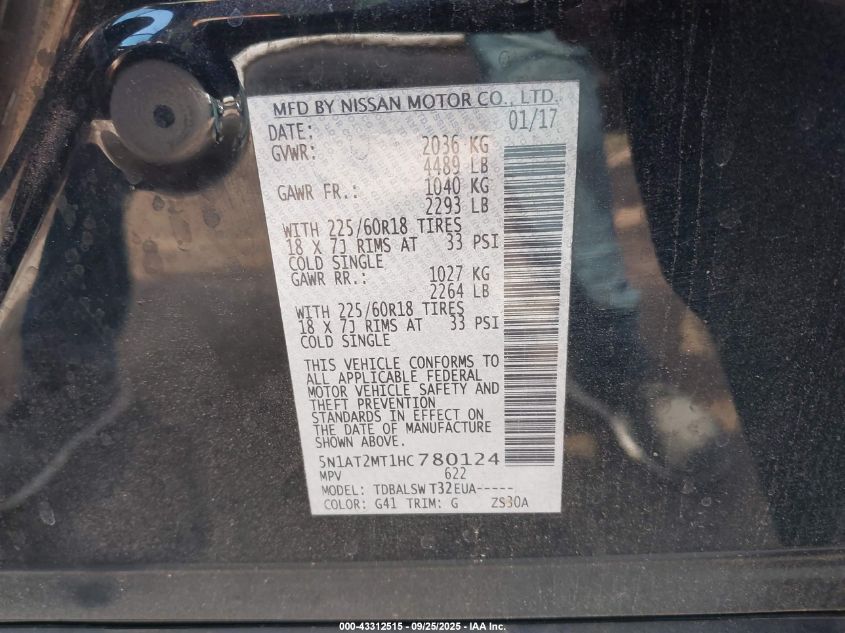 MFD BY NISSAN MOTOR CO., LTD.
DATE: 01/17
GVWR: 2036 KG
4489 LB
GAWR FR.: 1040 KG
2293 LB
WITH 225/60R18 TIRES
18 X 7J RIMS AT 33 PSI
COLD SINGLE
GAWR RR.: 1027 KG
2264 LB
WITH 225/60R18 TIRES
18 X 7J RIMS AT 33 PSI
COLD SINGLE
THIS VEHICLE CONFORMS TO
ALL APPLICABLE FEDERAL
MOTOR VEHICLE SAFETY AND
THEFT PREVENTION
STANDARDS IN EFFECT ON
THE DATE OF MANUFACTURE
SHOWN ABOVE.
5N1AT2MT1HC780124
MPV 622
MODEL: TDBALSW T32EUA-----
COLOR: G41 TRIM: G ZS30A
000-43312515 - 09/25/2025 - IAA Inc.